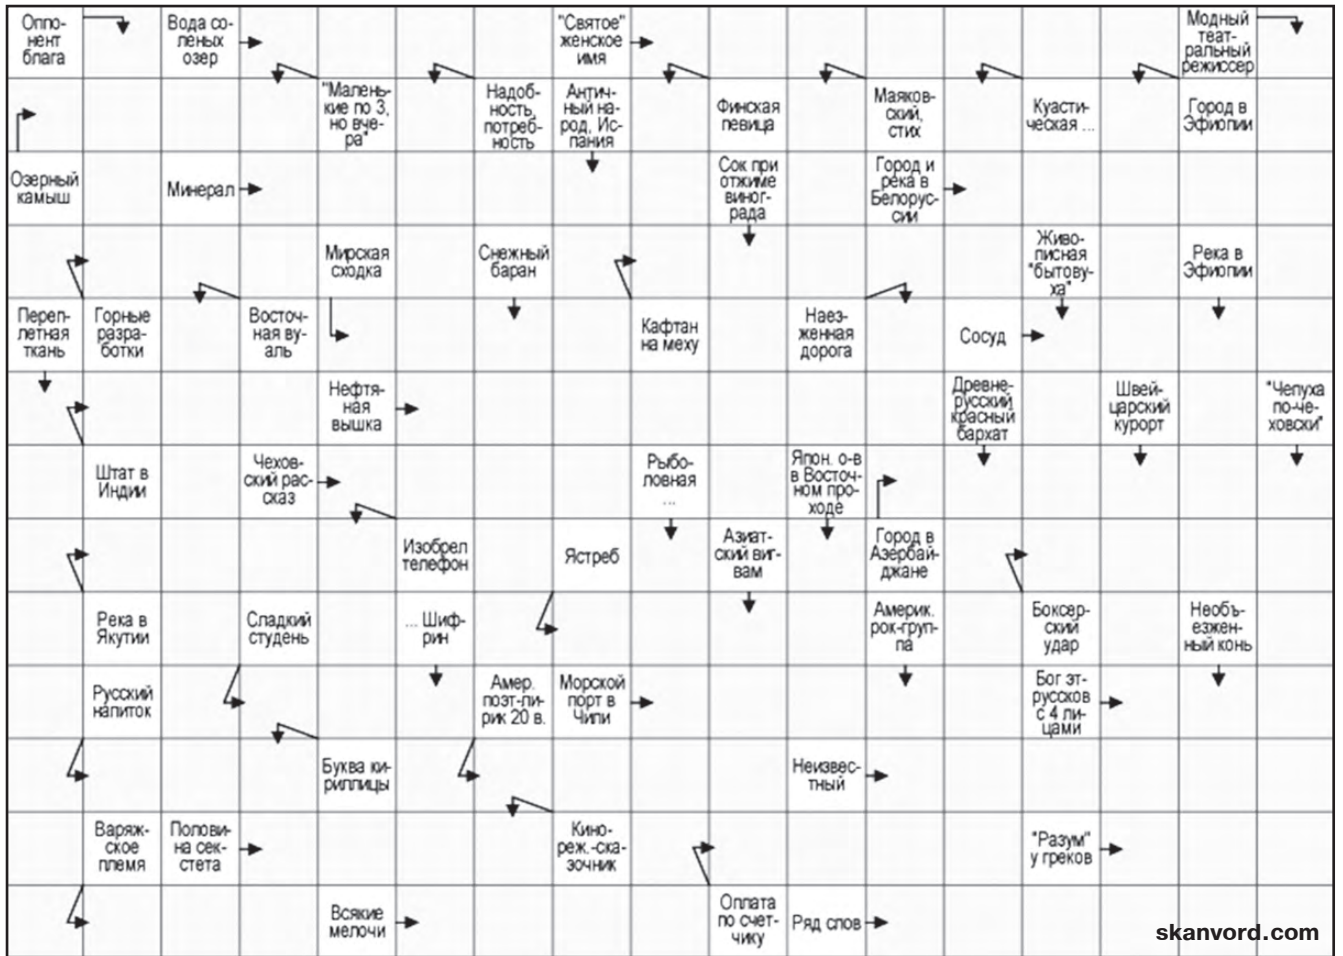 Оппо-
нент
блага
Вода со-
леных
озер
"Святое"
женское
имя
Модный
теат-
ральный
режиссер
"Малень-
кие по 3,
но вче-
ра"
Надоб-
ность,
потреб-
ность
Антич-
ный на-
род, Ис-
пания
Финская
певица
Маяков-
ский,
стих
Куасти-
ческая ...
Город в
Эфиопии
Озерный
камыш
Минерал
Сок при
отжиме
виног-
рада
Город и
река в
Белорус-
сии
Мирская
сходка
Снежный
баран
Живо-
писная
"бытову-
ха"
Река в
Эфиопии
Переп-
летная
ткань
Горные
разра-
ботки
Восточ-
ная ву-
аль
Кафтан
на меху
Наез-
женная
дорога
Сосуд
Нефтя-
ная
вышка
Древне-
русский
красный
бархат
Швей-
царский
курорт
"Чепуха
по-че-
ховски"
Штат в
Индии
Чехов-
ский рас-
сказ
Рыбо-
ловная
...
Япон. о-в
в Восточ-
ном про-
ходе
Изобрел
телефон
Ястреб
Азиат-
ский виг-
вам
Город в
Азербай-
джане
Река в
Якутии
Сладкий
студень
... Шиф-
рин
Америк.
рок-груп-
па
Боксер-
ский
удар
Необъ-
езжен-
ный конь
Русский
напиток
Амер.
поэт-ли-
рик 20 в.
Морской
порт в
Чили
Бог эт-
русков
с 4 ли-
цами
Буква ки-
риллицы
Неизвес-
тный
Варяж-
ское
племя
Полови-
на сек-
стета
Кино-
реж.-ска-
зочник
"Разум"
у греков
Всякие
мелочи
Оплата
по счет-
чику
Ряд слов
skanvord.com